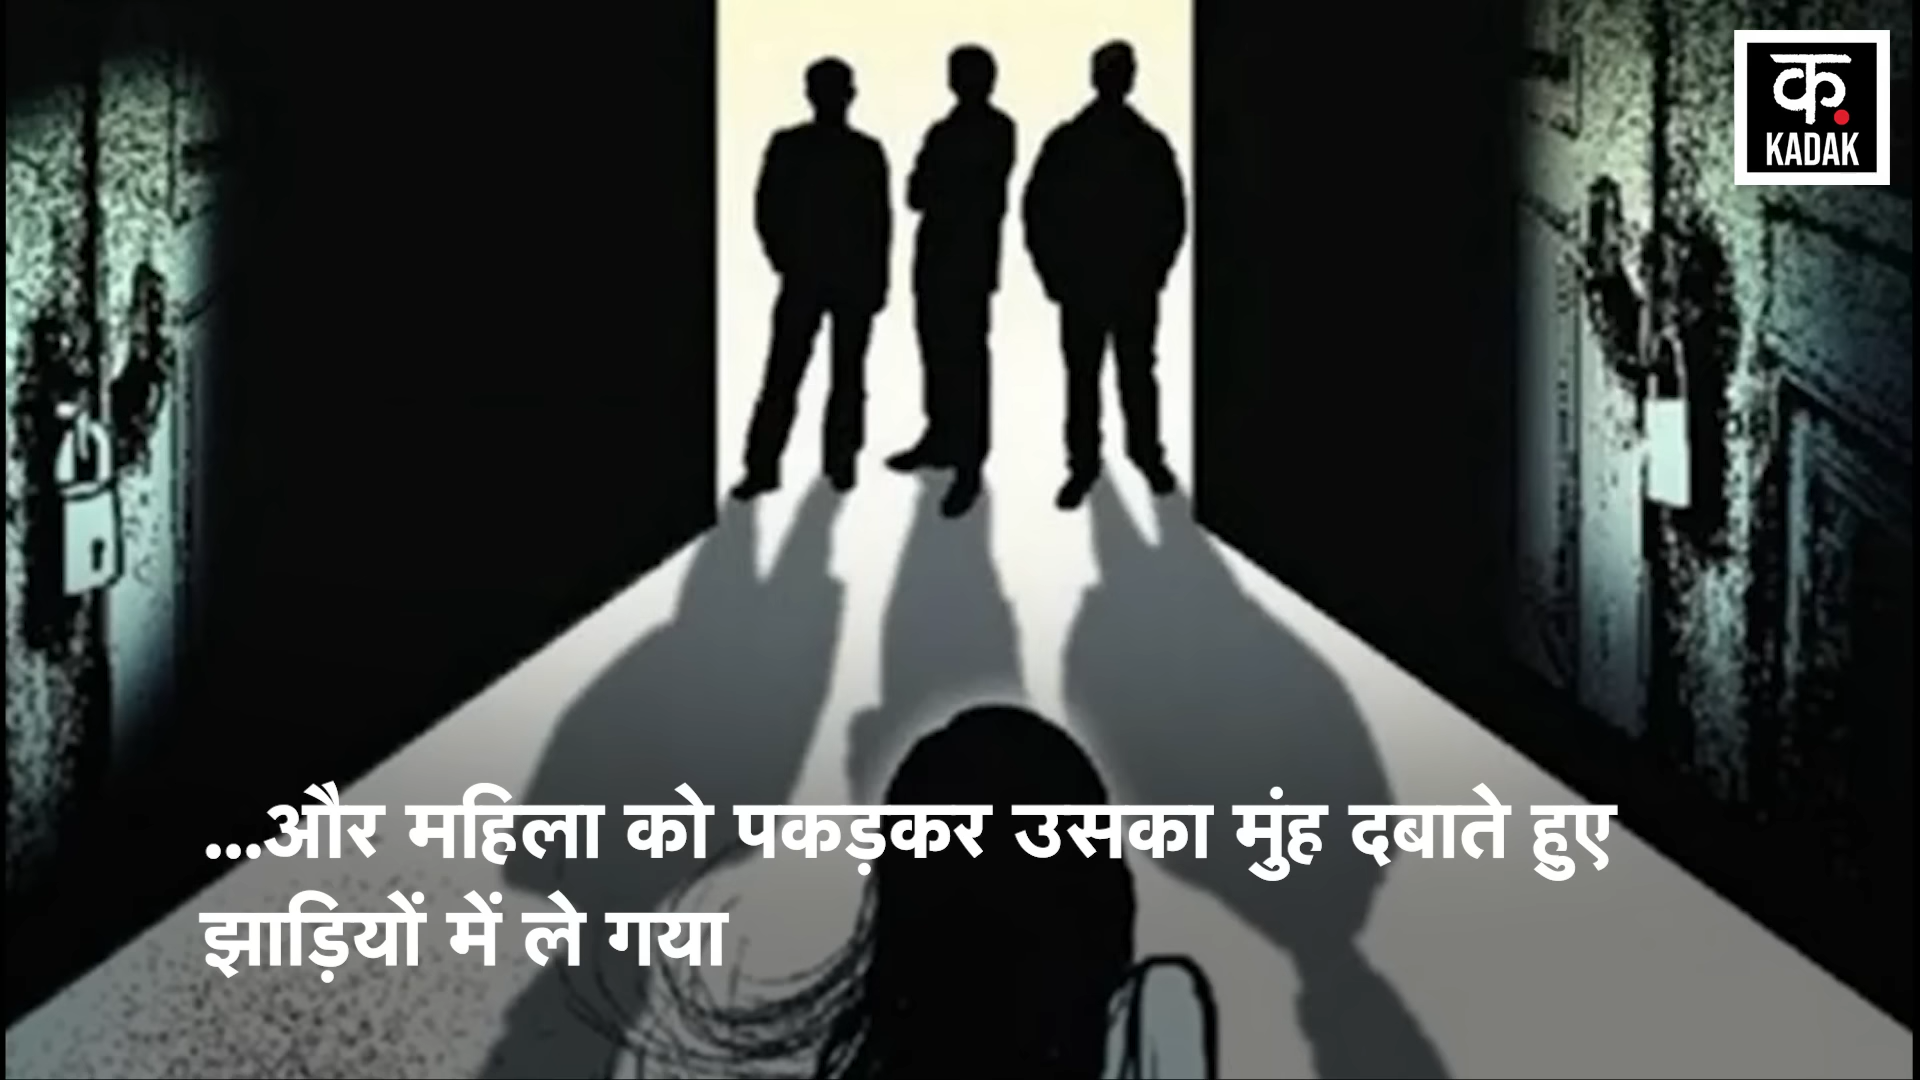 क
KADAK
...और महिला को पकड़कर उसका मुंह दबाते हुए
झाड़ियों में ले गया